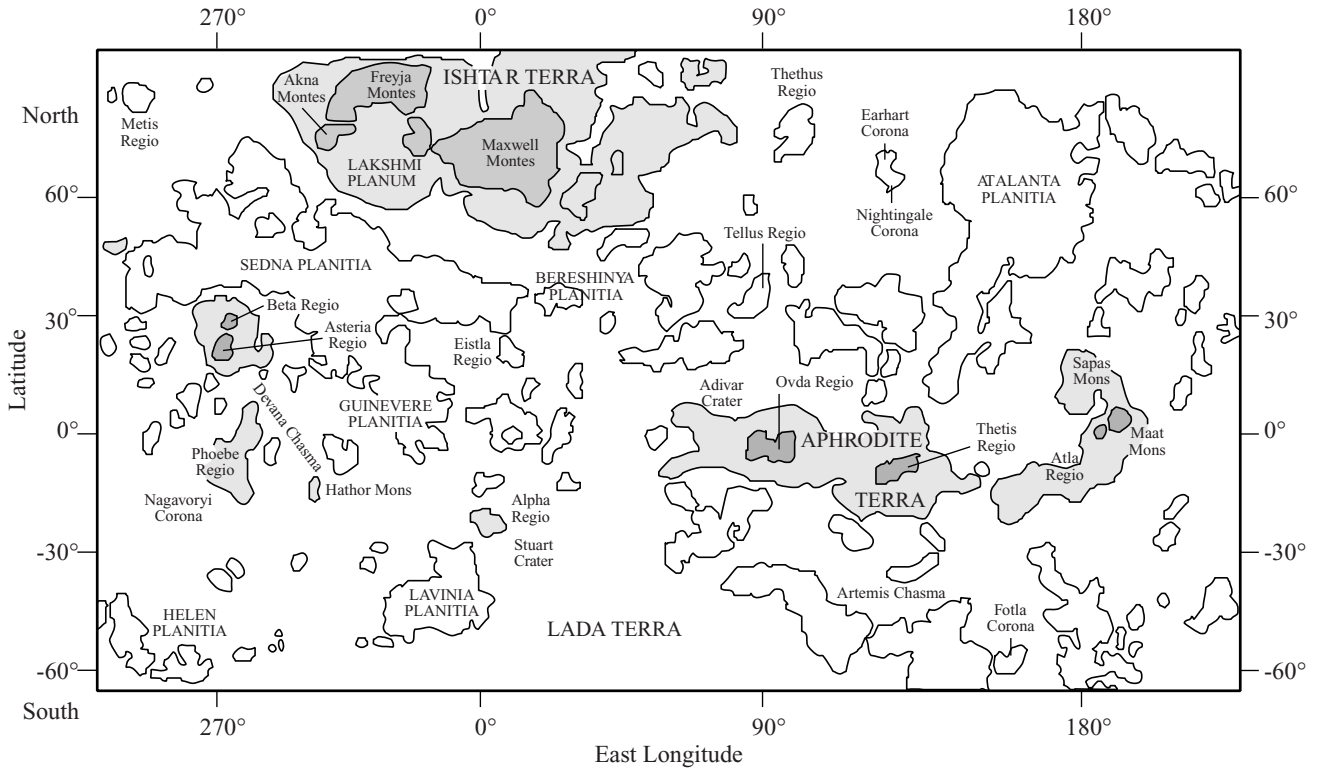 270°
0°
90°
180°
North
60°
30°
0°
-30°
-60°
South
Latitude
60°
30°
0°
-30°
-60°
Metis
Regio
Akna
Montes
Freyja
Montes
ISHTAR TERRA
Maxwell
Montes
LAKSHMI
PLANUM
Thethus
Regio
Earhart
Corona
Nightingale
Corona
ATALANTA
PLANITIA
Tellus Regio
SEDNA PLANITIA
BERESHINYA
PLANITIA
Beta Regio
Asteria
Regio
Eistla
Regio
Devana Chasma
GUINEVERE
PLANITIA
Phoebe
Regio
Hathor Mons
Nagavoryi
Corona
Adivar
Crater
Ovda Regio
APHRODITE
TERRA
Thetis
Regio
Sapas
Mons
Maat
Mons
Atla
Regio
Alpha
Regio
Stuart
Crater
LAVINIA
PLANITIA
HELEN
PLANITIA
LADA TERRA
Artemis Chasma
Fotla
Corona
270°
0°
90°
180°
East Longitude